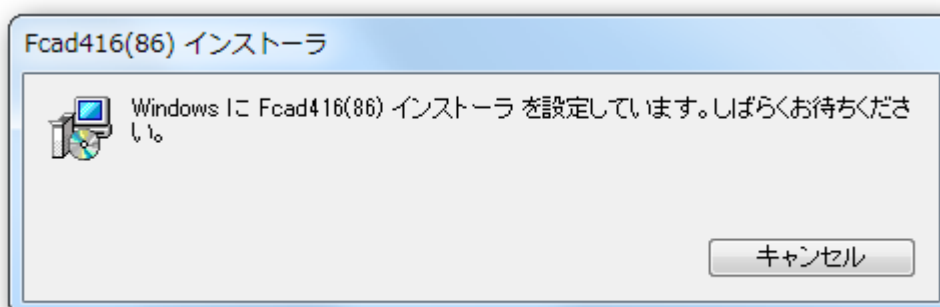 Fcad416(86) インストーラ
Windows に Fcad416(86) インストーラ を設定しています。しばらくお待ちくださ
い。
キャンセル